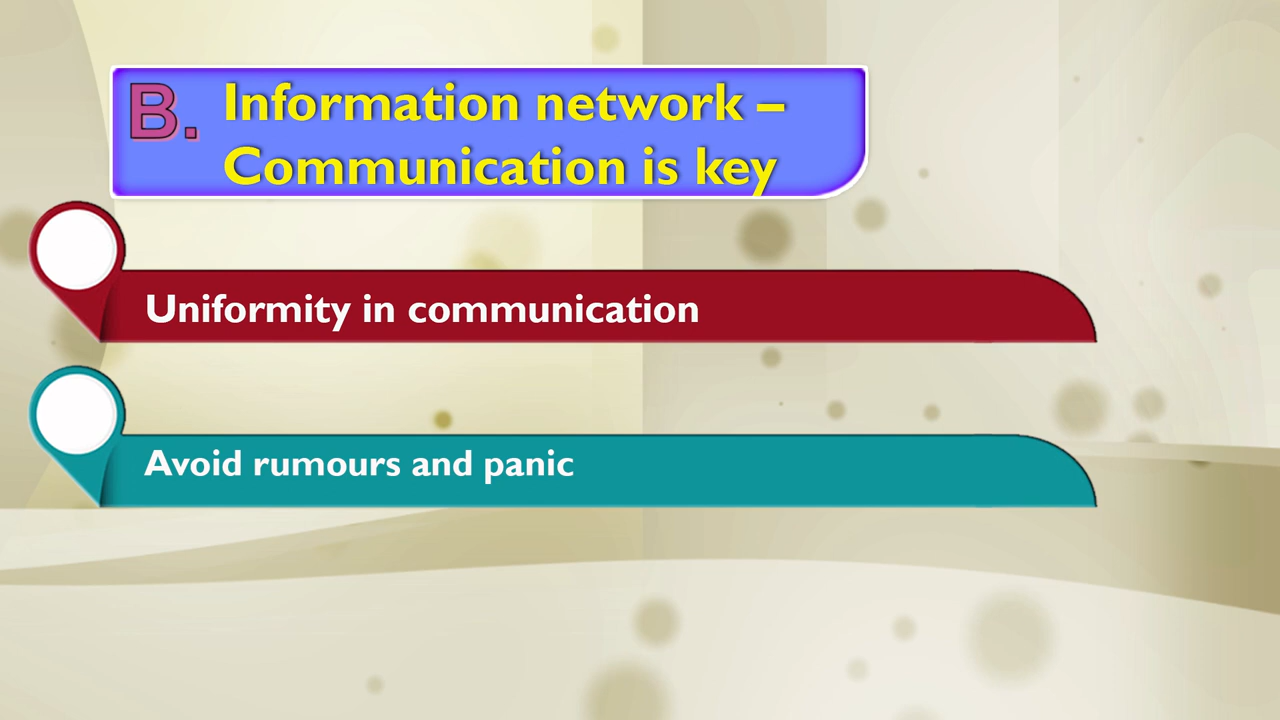 B. Information network –
Communication is key
Uniformity in communication
Avoid rumours and panic